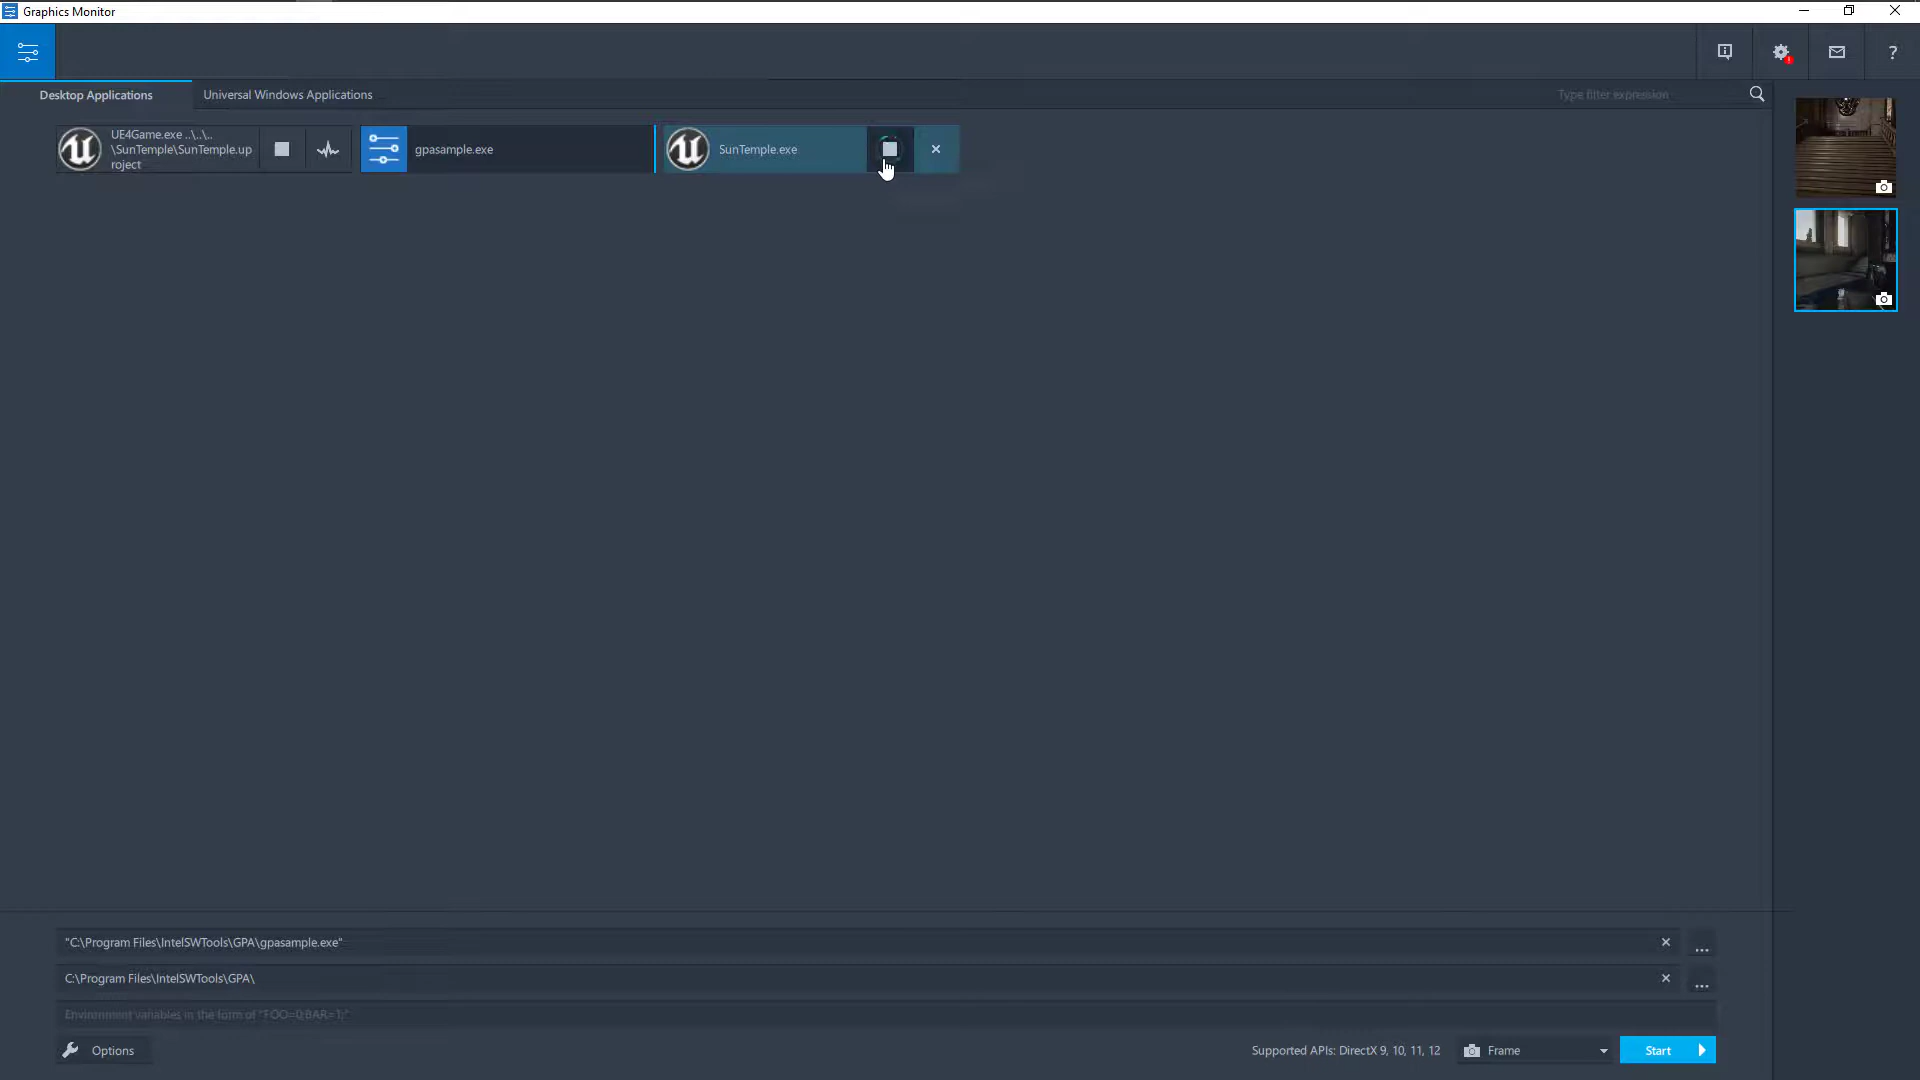 Graphics Monitor
Desktop Applications
Universal Windows Applications
Type filter expression
UE4Game.exe ..\..\..
\SunTemple\SunTemple.up
roject
gpasample.exe
SunTemple.exe
"C:\Program Files\IntelSWTools\GPA\gpasample.exe"
...
C:\Program Files\IntelSWTools\GPA\
...
Environment variables in the form of "FOO=0;BAR=1;"
Options
Supported APIs: DirectX 9, 10, 11, 12
Frame
Start